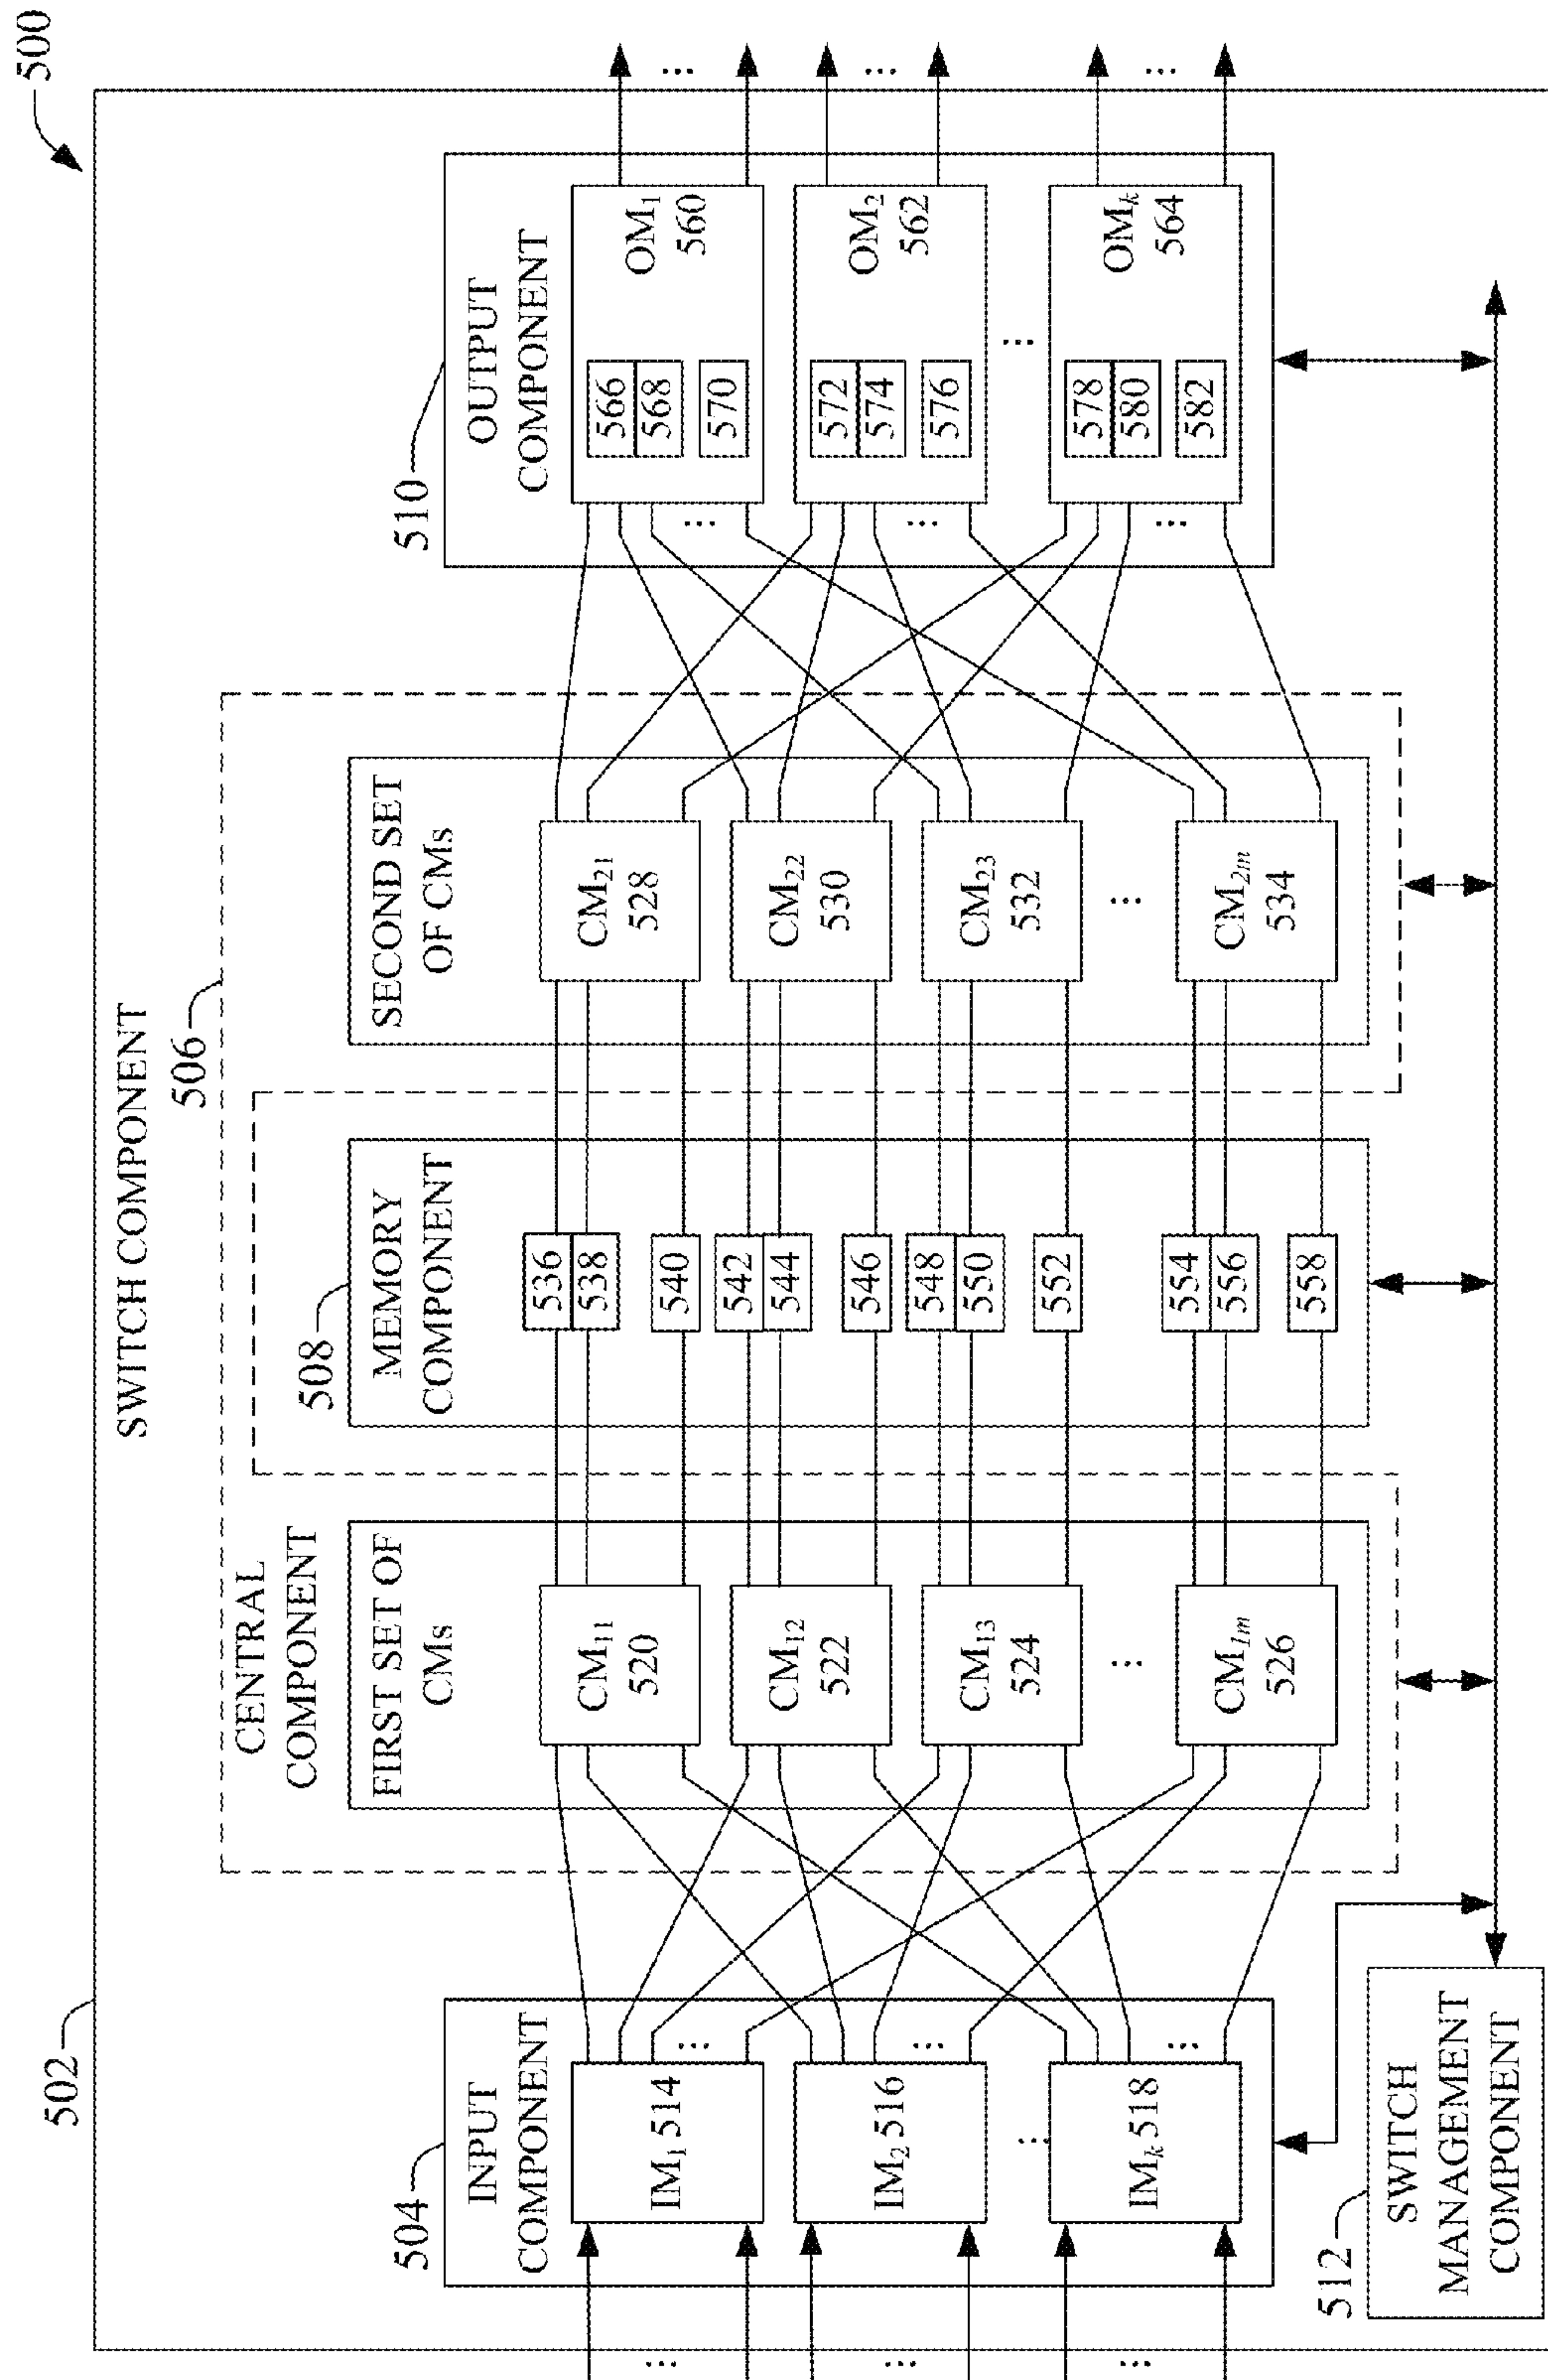 500
502
SWITCH COMPONENT
506
CENTRAL
COMPONENT
504
INPUT
COMPONENT
IM1 514
...
IM2 516
...
...
IMk 518
...
...
...
...
FIRST SET OF
CMs
CM11
520
CM12
522
CM13
524
...
CM1m
526
508
MEMORY
COMPONENT
536
538
540
542
544
546
548
550
552
554
556
558
SECOND SET
OF CMs
CM21
528
CM22
530
CM23
532
...
CM2m
534
510
OUTPUT
COMPONENT
566
568
570
OM1
560
...
...
572
574
576
OM2
562
...
...
...
578
580
582
OMk
564
...
...
512
SWITCH
MANAGEMENT
COMPONENT